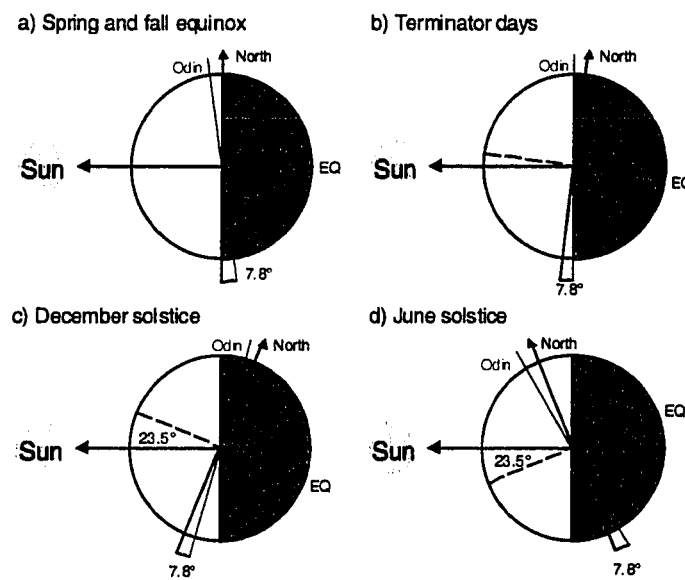 a) Spring and fall equinox
Odin
North
Sun
EQ
7.8°
b) Terminator days
Odin
North
Sun
EQ
7.8°
c) December solstice
Odin
North
23.5°
Sun
EQ
7.8°
d) June solstice
North
Odin
EQ
23.5°
Sun
7.8°